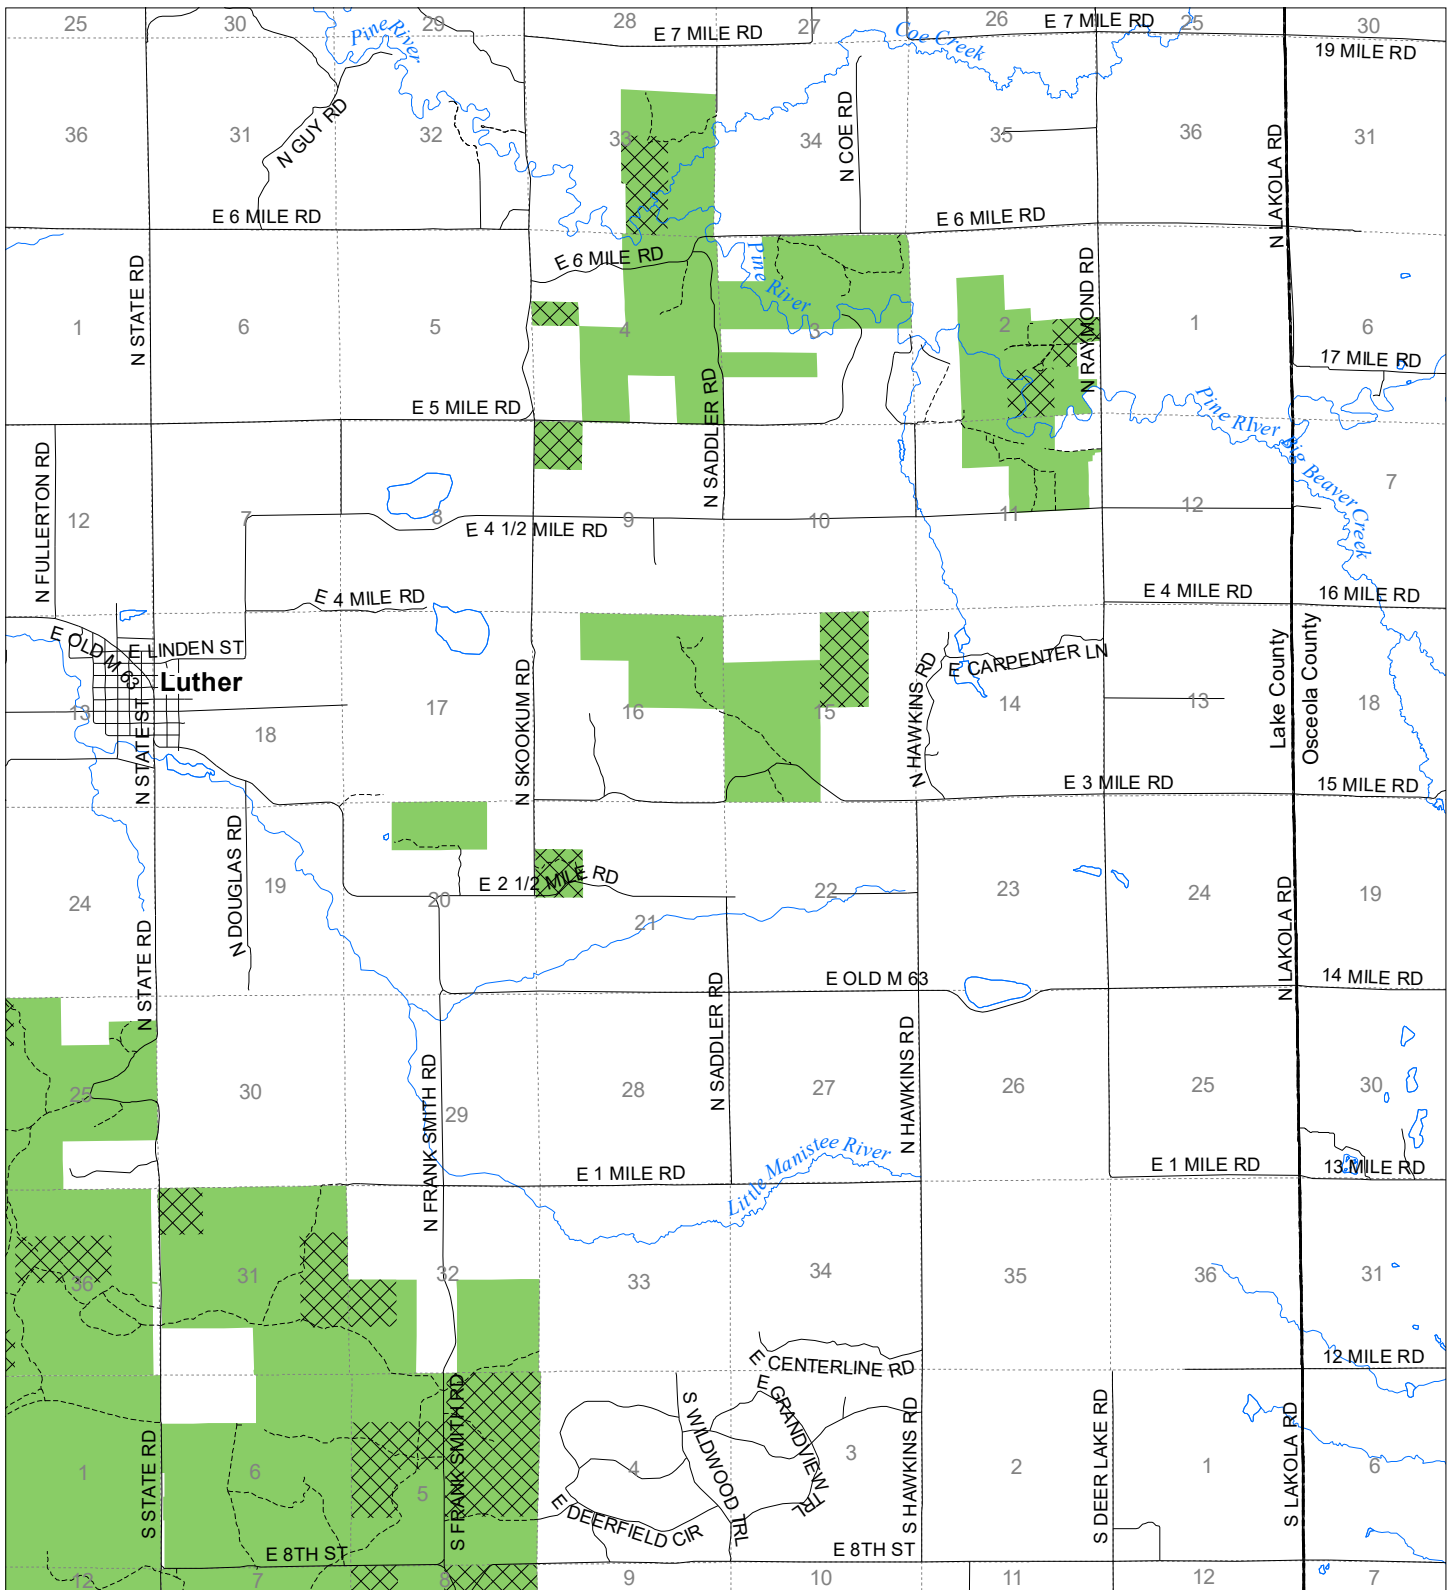 25
30
29
28
27
26
25
30
E 7 MILE RD
E 7 MILE RD
19 MILE RD
Pine River
Coe Creek
36
31
32
33
34
35
36
31
N GUY RD
N COE RD
N LAKOLA RD
E 6 MILE RD
E 6 MILE RD
E 6 MILE RD
Pine River
N STATE RD
N RAYMOND RD
1
6
5
4
3
2
1
6
17 MILE RD
E 5 MILE RD
N SADDLER RD
Pine RIver
Big Beaver Creek
N FULLERTON RD
12
7
8
9
10
11
12
7
E 4 1/2 MILE RD
E 4 MILE RD
E 4 MILE RD
16 MILE RD
E OLD M 63
E LINDEN ST
Luther
N STATE ST
N SKOOKUM RD
N HAWKINS RD
E CARPENTER LN
Lake County
Osceola County
13
18
17
16
15
14
13
18
E 3 MILE RD
15 MILE RD
N DOUGLAS RD
E 2 1/2 MILE RD
24
19
20
21
22
23
24
19
N STATE RD
N LAKOLA RD
E OLD M 63
14 MILE RD
N SADDLER RD
N HAWKINS RD
N FRANK SMITH RD
25
30
29
28
27
26
25
30
Little Manistee River
E 1 MILE RD
E 1 MILE RD
13 MILE RD
36
31
32
33
34
35
36
31
E CENTERLINE RD
12 MILE RD
E GRANDVIEW TRL
S WILDWOOD TRL
S STATE RD
S FRANK SMITH RD
S HAWKINS RD
S DEER LAKE RD
S LAKOLA RD
1
6
5
4
3
2
1
6
E DEERFIELD CIR
E 8TH ST
E 8TH ST
12
7
8
9
10
11
12
7